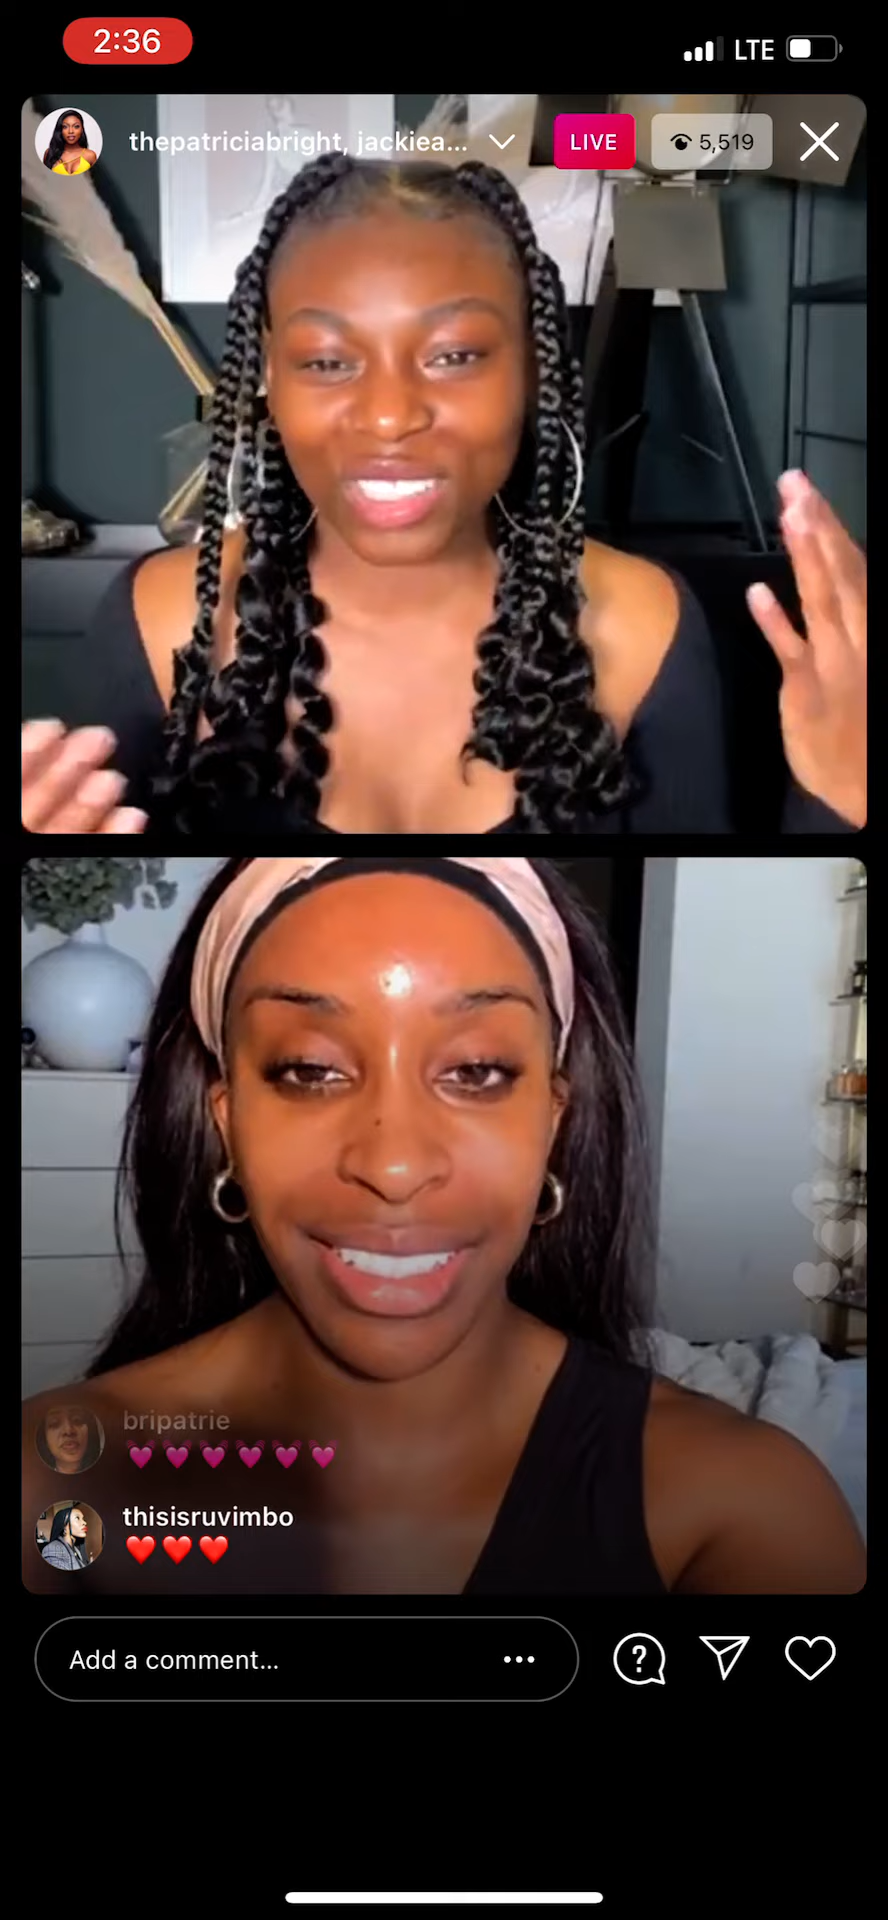 2:36
LTE
thepatriciabright, jackiea...
LIVE
5,519
bripatrie
💗💗💗💗💗💗
thisisruvimbo
❤️❤️❤️
Add a comment...
?